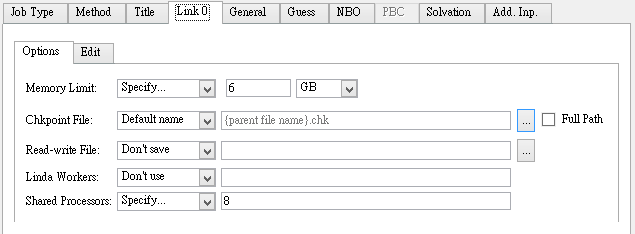 Job Type Method Title Link 0 General Guess NBO PBC Solvation Add. Inp.
Options Edit
Memory Limit: Specify... 6 GB
Chkpoint File: Default name {parent file name}.chk ... Full Path
Read-write File: Don't save ...
Linda Workers: Don't use
Shared Processors: Specify... 8